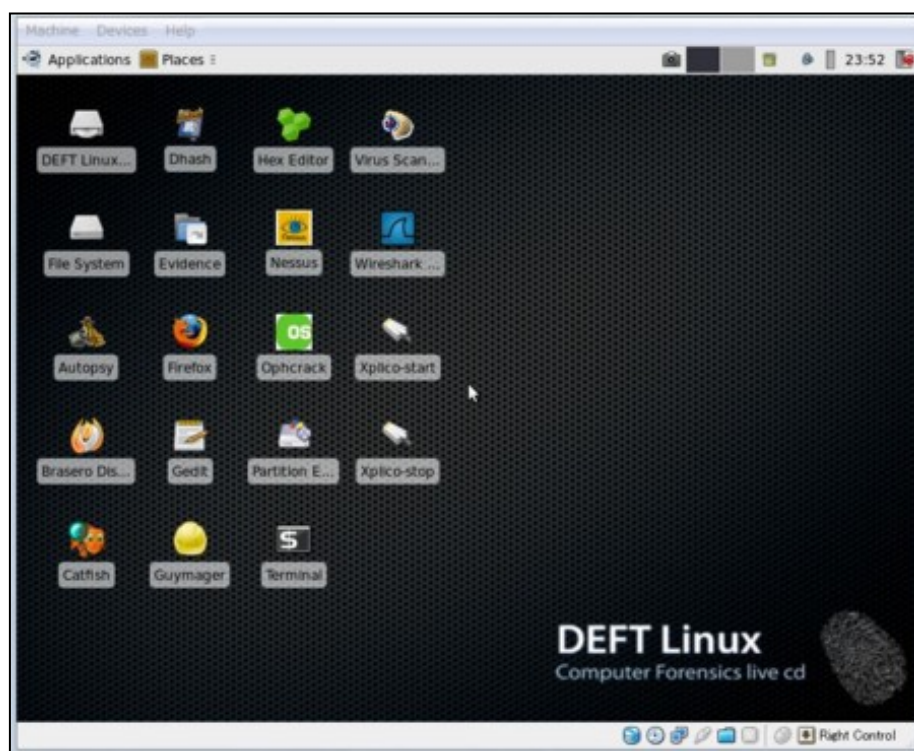 Machine Devices Help
Applications Places 23:52
DEFT Linux... Dhash Hex Editor Virus Scan...
File System Evidence Nessus Wireshark ...
Autopsy Firefox OS Ophcrack Xplico-start
Brasero Dis... Gedit Partition E... Xplico-stop
Catfish Guymager Terminal
DEFT Linux
Computer Forensics live cd
Right Control